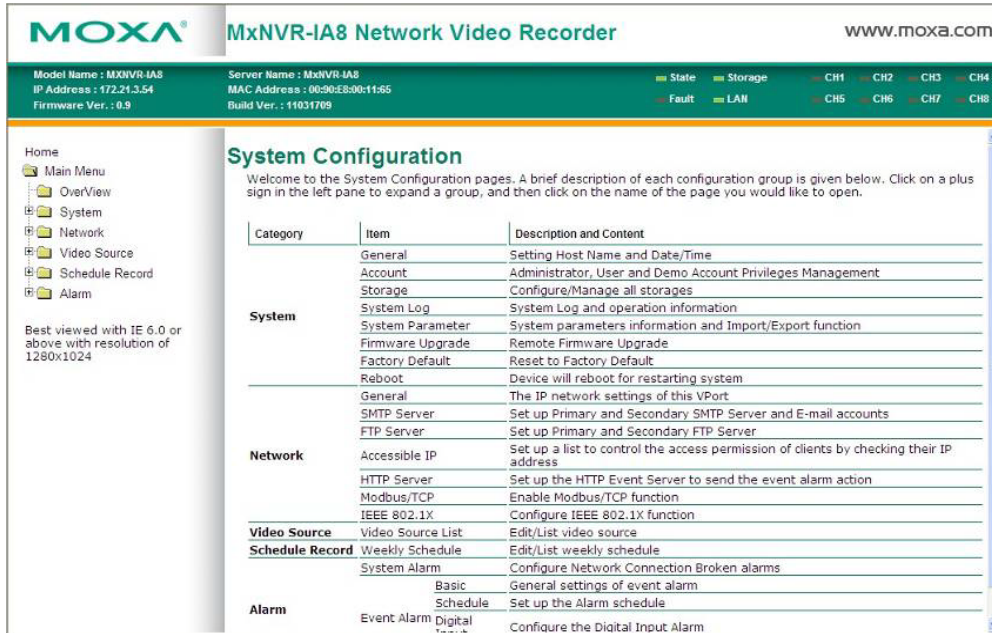 MOXA
MxNVR-IA8 Network Video Recorder
www.moxa.com
Model Name : MXNVR-IA8
IP Address : 172.21.3.54
Firmware Ver. : 0.9
Server Name : MxNVR-IA8
MAC Address : 00:90:E8:00:11:65
Build Ver. : 11031709
State Storage CH1 CH2 CH3 CH4
Fault LAN CH5 CH6 CH7 CH8
Home
Main Menu
OverView
System
Network
Video Source
Schedule Record
Alarm
Best viewed with IE 6.0 or
above with resolution of
1280x1024
System Configuration
Welcome to the System Configuration pages. A brief description of each configuration group is given below. Click on a plus
sign in the left pane to expand a group, and then click on the name of the page you would like to open.
Category Item Description and Content
System
General Setting Host Name and Date/Time
Account Administrator, User and Demo Account Privileges Management
Storage Configure/Manage all storages
System Log System Log and operation information
System Parameter System parameters information and Import/Export function
Firmware Upgrade Remote Firmware Upgrade
Factory Default Reset to Factory Default
Reboot Device will reboot for restarting system
Network
General The IP network settings of this VPort
SMTP Server Set up Primary and Secondary SMTP Server and E-mail accounts
FTP Server Set up Primary and Secondary FTP Server
Accessible IP Set up a list to control the access permission of clients by checking their IP
address
HTTP Server Set up the HTTP Event Server to send the event alarm action
Modbus/TCP Enable Modbus/TCP function
IEEE 802.1X Configure IEEE 802.1X function
Video Source Video Source List Edit/List video source
Schedule Record Weekly Schedule Edit/List weekly schedule
Alarm
System Alarm Configure Network Connection Broken alarms
Event Alarm
Basic General settings of event alarm
Schedule Set up the Alarm schedule
Digital Configure the Digital Input Alarm